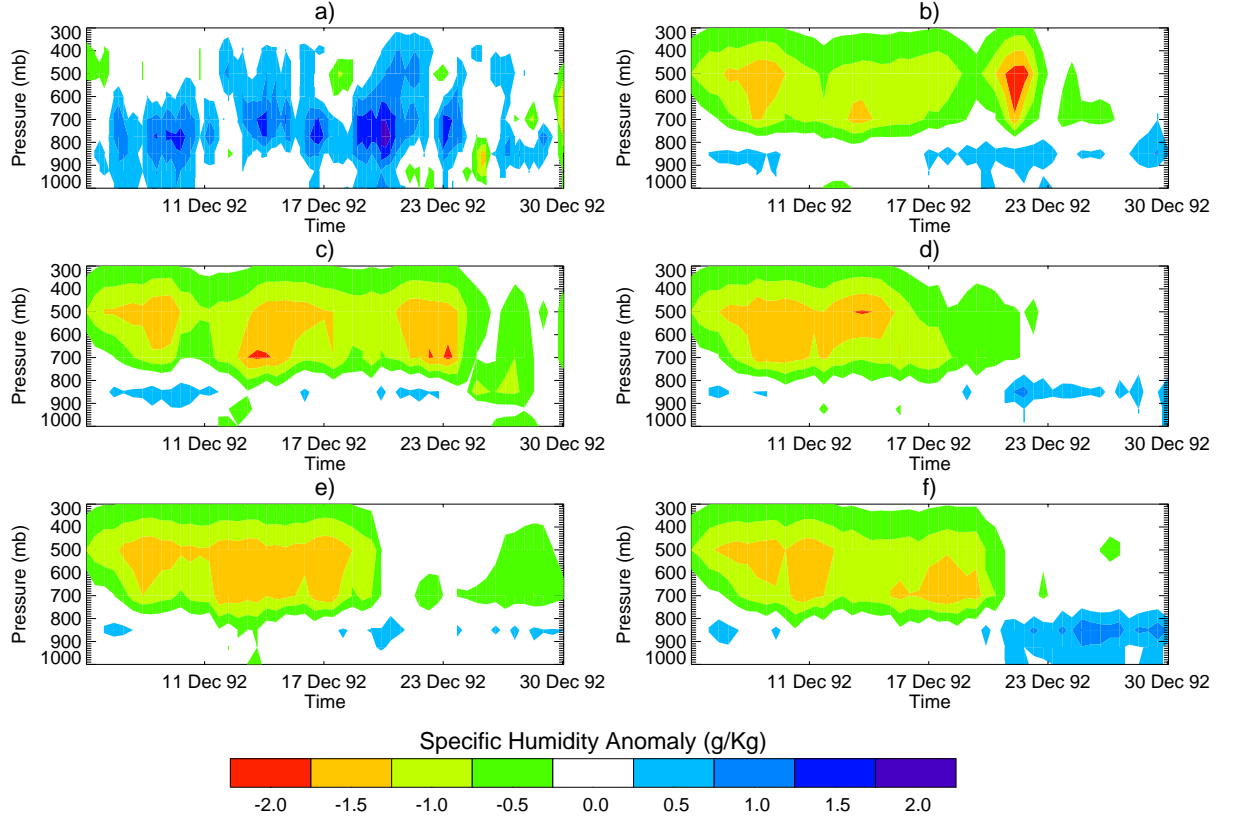 a) b)
Pressure (mb) 300 400 500 600 700 800 900 1000 Pressure (mb) 300 400 500 600 700 800 900 1000
11 Dec 92 17 Dec 92 23 Dec 92 30 Dec 92 11 Dec 92 17 Dec 92 23 Dec 92 30 Dec 92
Time Time
c) d)
Pressure (mb) 300 400 500 600 700 800 900 1000 Pressure (mb) 300 400 500 600 700 800 900 1000
11 Dec 92 17 Dec 92 23 Dec 92 30 Dec 92 11 Dec 92 17 Dec 92 23 Dec 92 30 Dec 92
Time Time
e) f)
Pressure (mb) 300 400 500 600 700 800 900 1000 Pressure (mb) 300 400 500 600 700 800 900 1000
11 Dec 92 17 Dec 92 23 Dec 92 30 Dec 92 11 Dec 92 17 Dec 92 23 Dec 92 30 Dec 92
Time Time
Specific Humidity Anomaly (g/Kg)
-2.0 -1.5 -1.0 -0.5 0.0 0.5 1.0 1.5 2.0